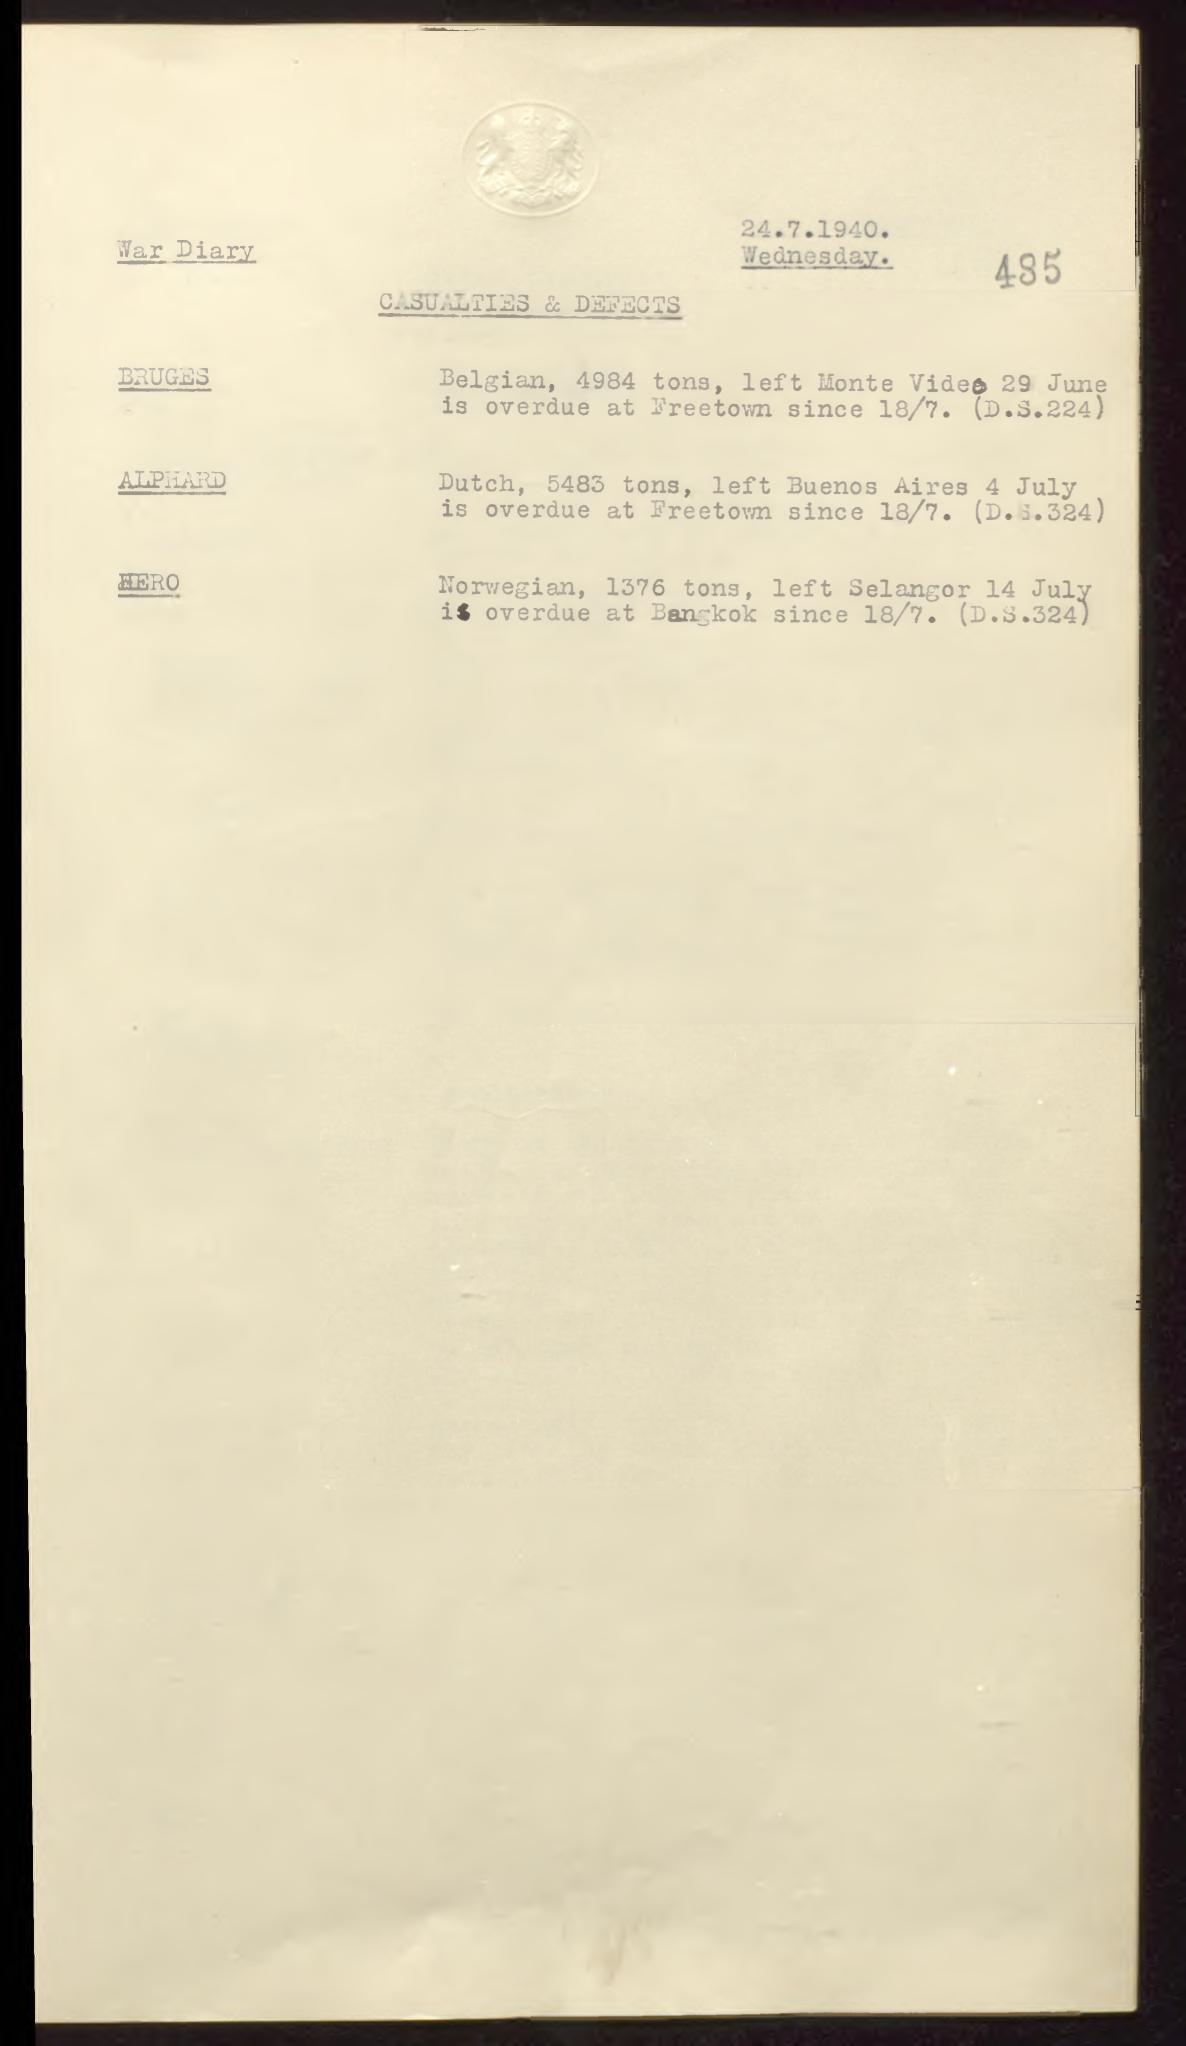 24.7.1940.
War Diary
Wednesday.
485
CASUALTIES & DEFECTS
BRUGES
Belgian, 4984 tons, left Monte Video 29 June
is overdue at Freetown since 18/7. (D.S.224)
ALPHARD
Dutch, 5483 tons, left Buenos Aires 4 July
is overdue at Freetown since 18/7. (D.S.324)
HERO
Norwegian, 1376 tons, left Selangor 14 July
is overdue at Bangkok since 18/7. (D.S.324)